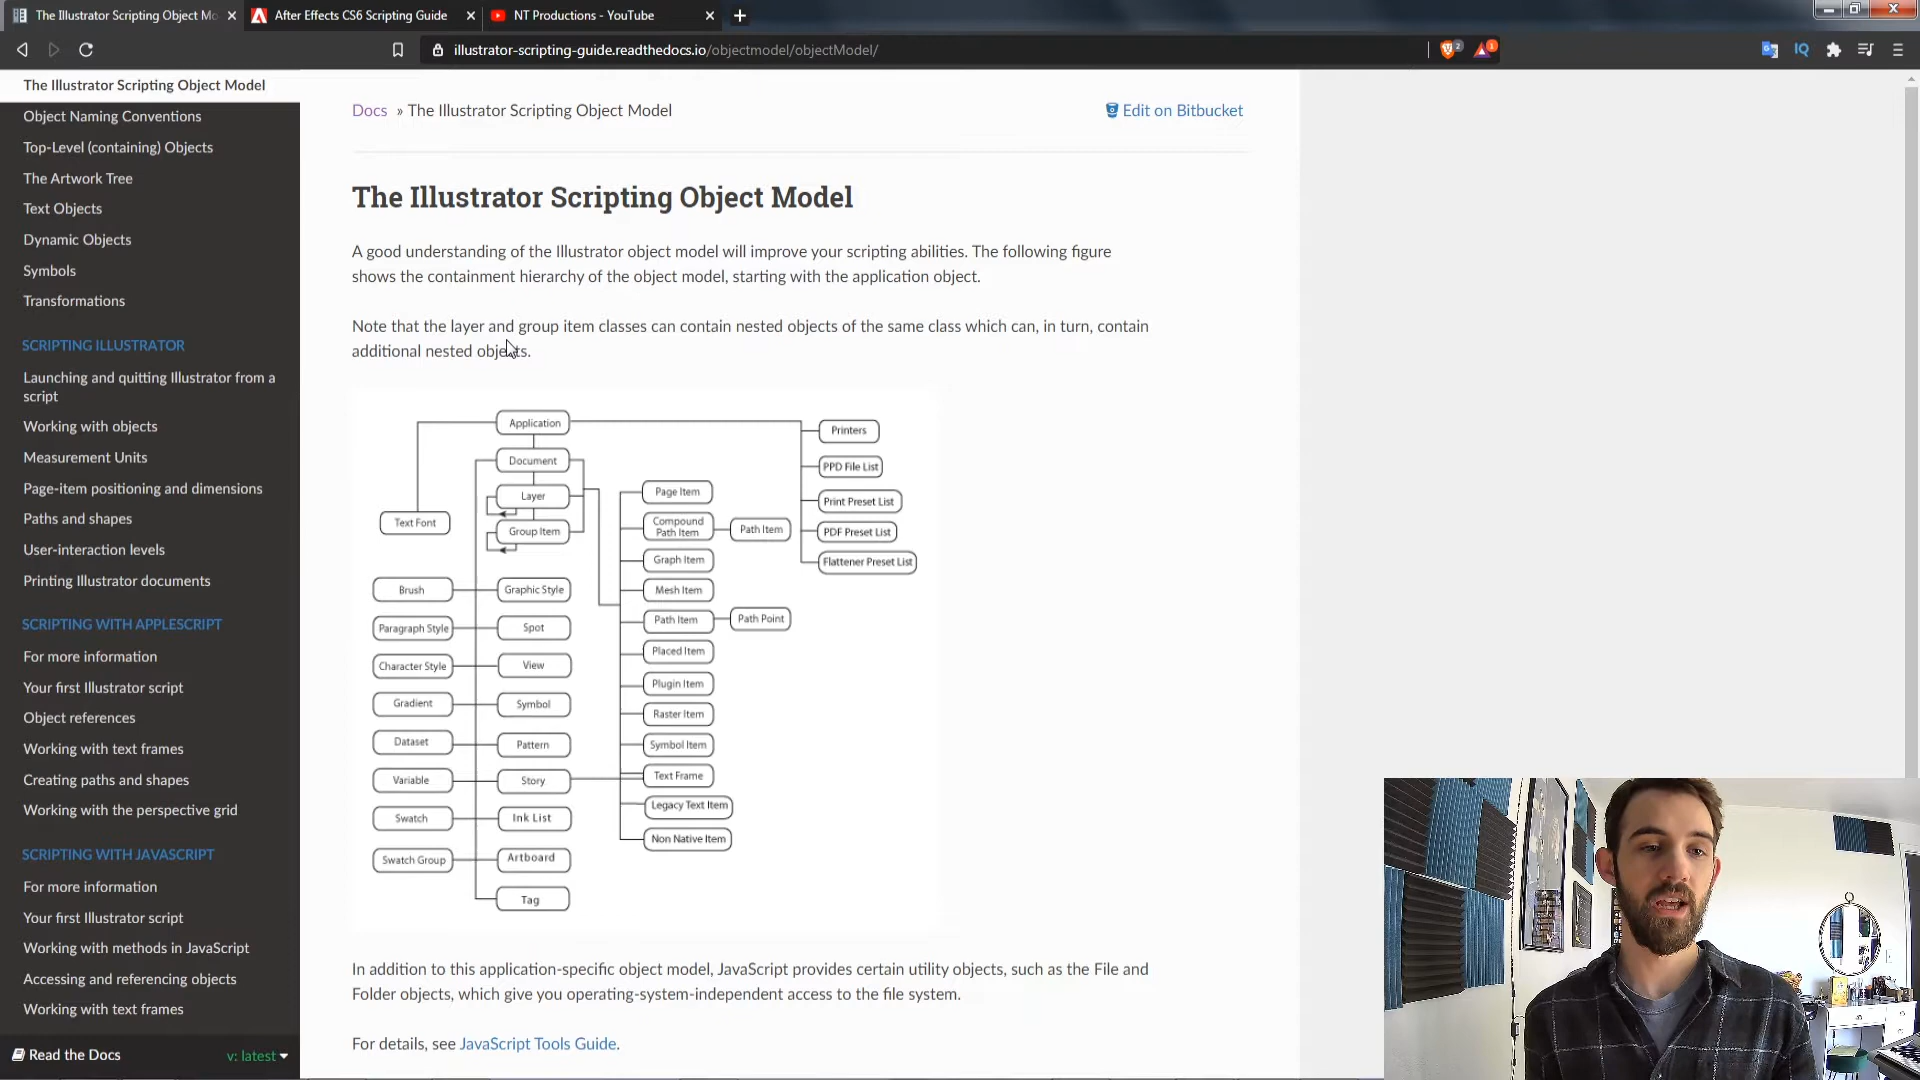 The Illustrator Scripting Object Mo
After Effects CS6 Scripting Guide
NT Productions - YouTube
illustrator-scripting-guide.readthedocs.io/objectmodel/objectModel/
2
1
IQ
The Illustrator Scripting Object Model
Object Naming Conventions
Top-Level (containing) Objects
The Artwork Tree
Text Objects
Dynamic Objects
Symbols
Transformations
SCRIPTING ILLUSTRATOR
Launching and quitting Illustrator from a
script
Working with objects
Measurement Units
Page-item positioning and dimensions
Paths and shapes
User-interaction levels
Printing Illustrator documents
SCRIPTING WITH APPLESCRIPT
For more information
Your first Illustrator script
Object references
Working with text frames
Creating paths and shapes
Working with the perspective grid
SCRIPTING WITH JAVASCRIPT
For more information
Your first Illustrator script
Working with methods in JavaScript
Accessing and referencing objects
Working with text frames
Read the Docs
v: latest
Docs » The Illustrator Scripting Object Model
Edit on Bitbucket
The Illustrator Scripting Object Model
A good understanding of the Illustrator object model will improve your scripting abilities. The following figure
shows the containment hierarchy of the object model, starting with the application object.
Note that the layer and group item classes can contain nested objects of the same class which can, in turn, contain
additional nested objects.
Application
Document
Layer
Group Item
Text Font
Brush
Paragraph Style
Character Style
Gradient
Dataset
Variable
Swatch
Swatch Group
Graphic Style
Spot
View
Symbol
Pattern
Story
Ink List
Artboard
Tag
Page Item
Compound
Path Item
Graph Item
Mesh Item
Path Item
Placed Item
Plugin Item
Raster Item
Symbol Item
Text Frame
Legacy Text Item
Non Native Item
Path Item
Path Point
Printers
PPD File List
Print Preset List
PDF Preset List
Flattener Preset List
In addition to this application-specific object model, JavaScript provides certain utility objects, such as the File and
Folder objects, which give you operating-system-independent access to the file system.
For details, see JavaScript Tools Guide.